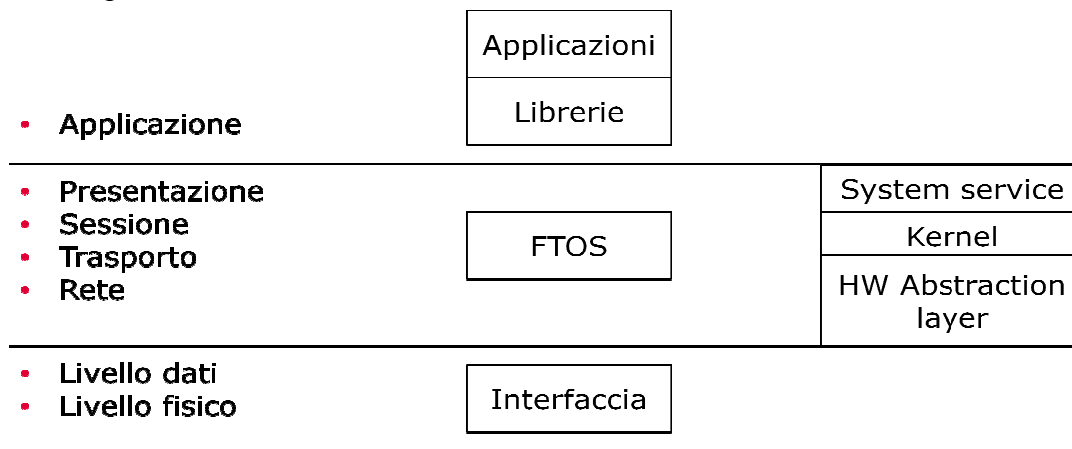 Applicazioni
Librerie
• Applicazione
• Presentazione
• Sessione
• Trasporto
• Rete
FTOS
System service
Kernel
HW Abstraction
layer
• Livello dati
• Livello fisico
Interfaccia